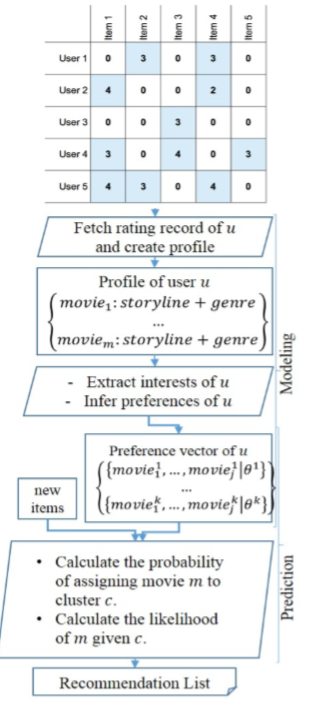 Item 1 Item 2 Item 3 Item 4 Item 5
User 1 0 3 0 3 0
User 2 4 0 0 2 0
User 3 0 0 3 0 0
User 4 3 0 4 0 3
User 5 4 3 0 4 0
Fetch rating record of u
and create profile
Profile of user u
{movie₁: storyline + genre
...
movieₘ: storyline + genre}
Modeling
- Extract interests of u
- Infer preferences of u
Preference vector of u
{{movie₁¹, ..., movieⱼ¹|θ¹}
...
{movie₁ᵏ, ..., movieⱼᵏ|θᵏ}}
new
items
• Calculate the probability
of assigning movie m to
cluster c.
• Calculate the likelihood
of m given c.
Prediction
Recommendation List